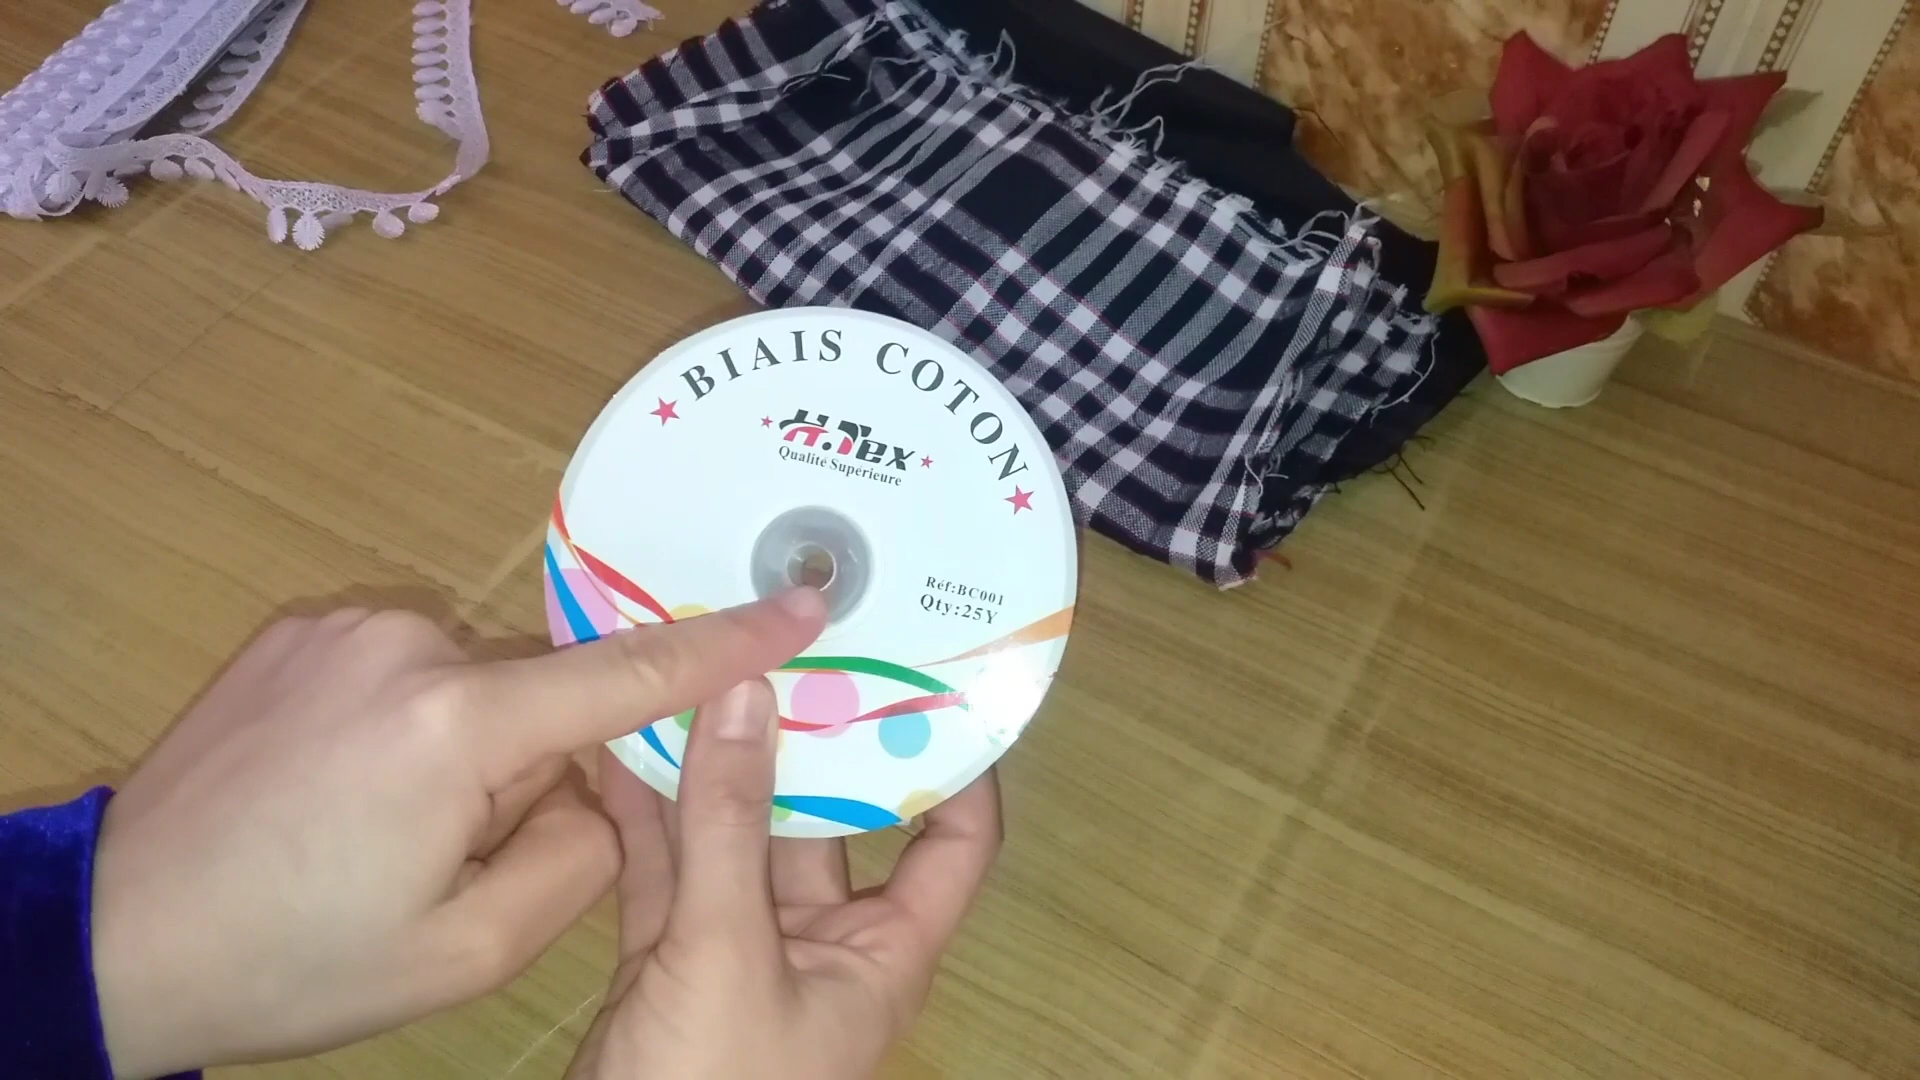 BIAIS COTON
H.Tex
Qualité Supérieure
Réf:BC001
Qty:25Y